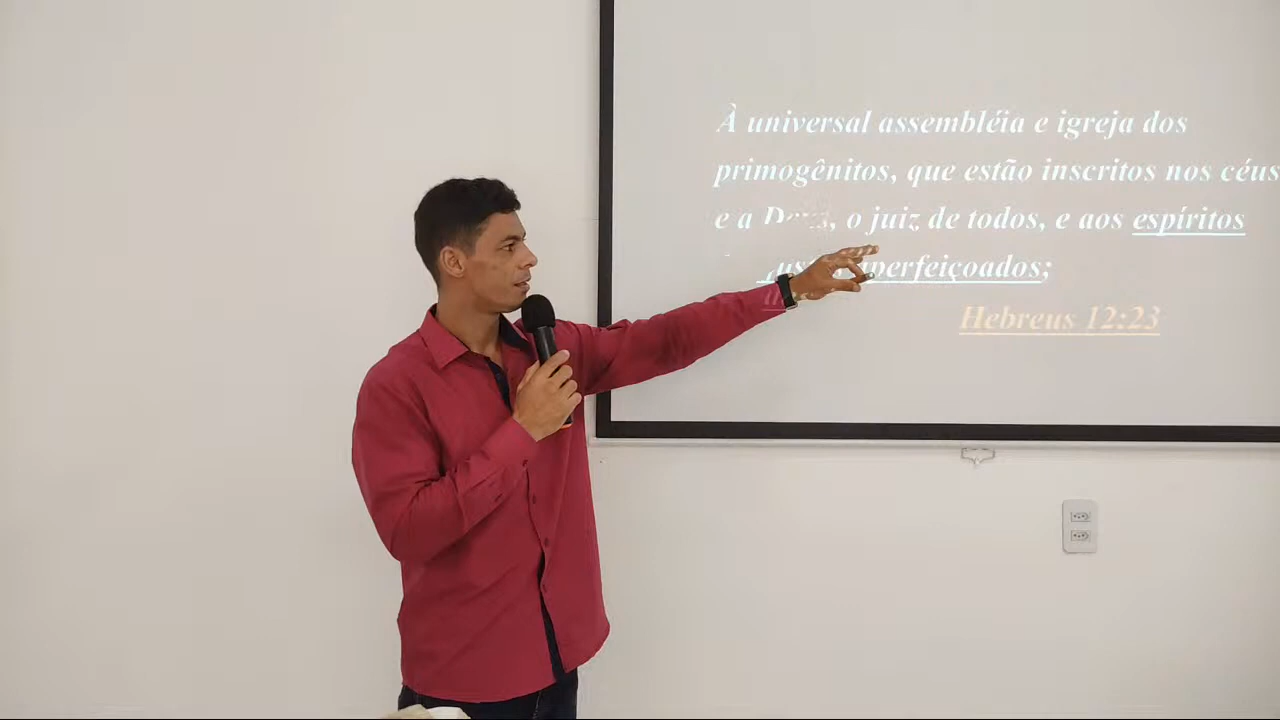 À universal assembléia e igreja dos
primogênitos, que estão inscritos nos céus
e a Deus, o juiz de todos, e aos espíritos
aperfeiçoados;
Hebreus 12:23